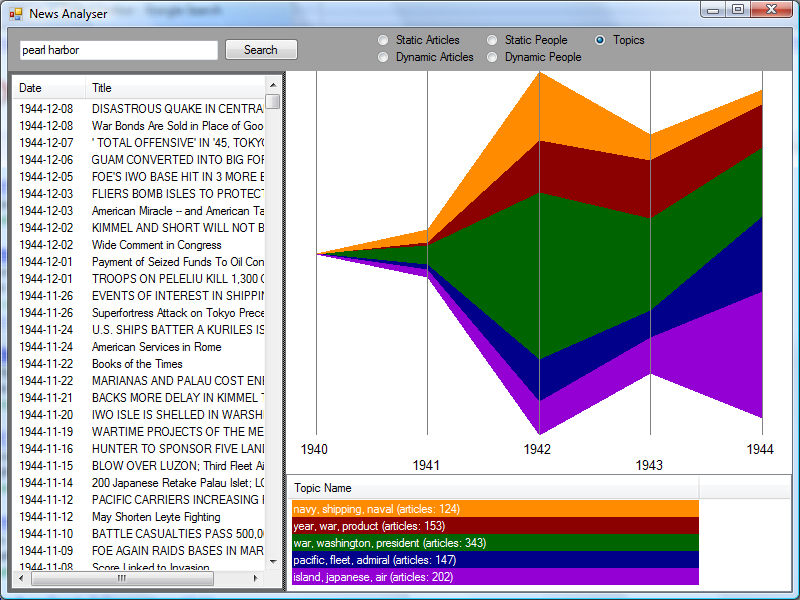 News Analyser
pearl harbor
Search
Static Articles
Static People
Topics
Dynamic Articles
Dynamic People
Date Title
1944-12-08 DISASTROUS QUAKE IN CENTRA
1944-12-08 War Bonds Are Sold in Place of Goo
1944-12-07 ' TOTAL OFFENSIVE' IN '45, TOKYO
1944-12-06 GUAM CONVERTED INTO BIG FOR
1944-12-05 FOE'S IWO BASE HIT IN 3 MORE B
1944-12-03 FLIERS BOMB ISLES TO PROTECT
1944-12-03 American Miracle -- and American Ta
1944-12-02 KIMMEL AND SHORT WILL NOT B
1944-12-02 Wide Comment in Congress
1944-12-01 Payment of Seized Funds To Oil Con
1944-12-01 TROOPS ON PELELIU KILL 1,300
1944-11-26 EVENTS OF INTEREST IN SHIPPIN
1944-11-26 Superfortress Attack on Tokyo Prece
1944-11-24 U.S. SHIPS BATTER A KURILES IS
1944-11-24 American Services in Rome
1944-11-22 Books of the Times
1944-11-22 MARIANAS AND PALAU COST EN
1944-11-21 BACKS MORE DELAY IN KIMMEL
1944-11-20 IWO ISLE IS SHELLED IN WARSH
1944-11-19 WARTIME PROJECTS OF THE ME
1944-11-16 HUNTER TO SPONSOR FIVE LAN
1944-11-15 BLOW OVER LUZON; Third Fleet Ai
1944-11-14 200 Japanese Retake Palau Islet;
1944-11-12 PACIFIC CARRIERS INCREASING
1944-11-12 May Shorten Leyte Fighting
1944-11-10 BATTLE CASUALTIES PASS 500,0
1944-11-09 FOE AGAIN RAIDS BASES IN MAR
1944-11-08 Score Linked to Invasion
1940
1941
1942
1943
1944
Topic Name
navy, shipping, naval (articles: 124)
year, war, product (articles: 153)
war, washington, president (articles: 343)
pacific, fleet, admiral (articles: 147)
island, japanese, air (articles: 202)